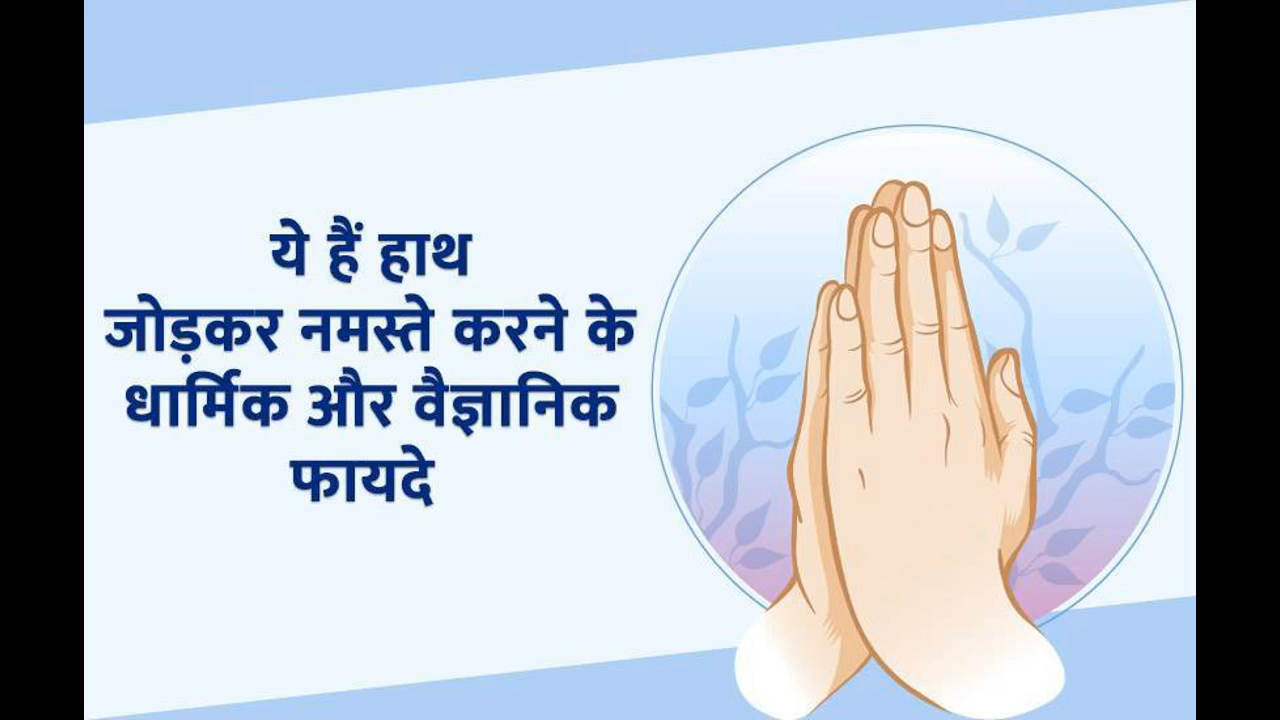 ये हैं हाथ
जोड़कर नमस्ते करने के
धार्मिक और वैज्ञानिक
फायदे